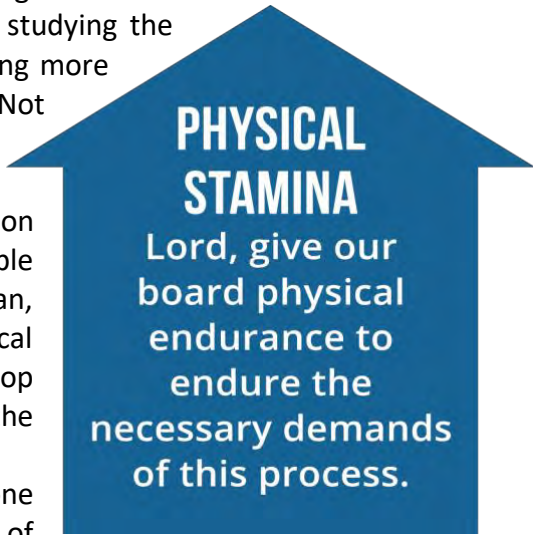 studying the
ng more
Not
on
ple
an,
cal
op
he
ne
of
PHYSICAL
STAMINA
Lord, give our
board physical
endurance to
endure the
necessary demands
of this process.